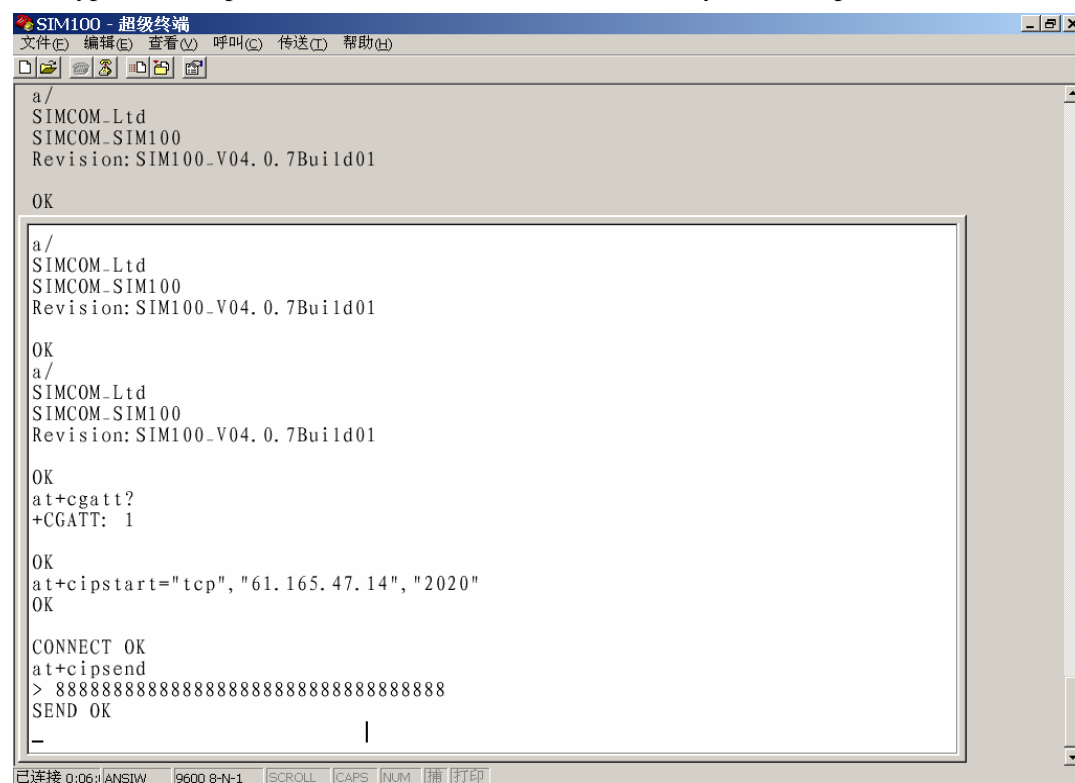 SIM100 - 超级终端
文件(E) 编辑(E) 查看(V) 呼叫(C) 传送(T) 帮助(H)
a/
SIMCOM_Ltd
SIMCOM_SIM100
Revision:SIM100_V04.0.7Build01
OK
a/
SIMCOM_Ltd
SIMCOM_SIM100
Revision:SIM100_V04.0.7Build01
OK
a/
SIMCOM_Ltd
SIMCOM_SIM100
Revision:SIM100_V04.0.7Build01
OK
at+cgatt?
+CGATT: 1
OK
at+cipstart="tcp","61.165.47.14","2020"
OK
CONNECT OK
at+cipsend
> 8888888888888888888888888888888888
SEND OK
已连接 0:06: ANSIW 9600 8-N-1 SCROLL CAPS NUM 捕 打印